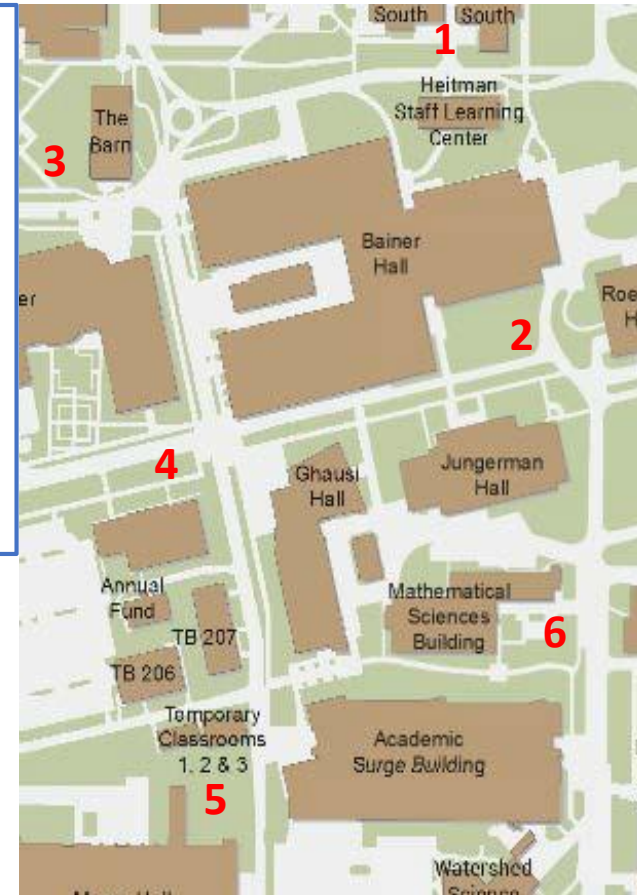 South South
1
Heitman
Staff Learning
Center
The
Barn
3
Bainer
Hall
er
Roe
H
2
4
Ghausi
Hall
Jungerman
Hall
Annual
Fund
TB 207
TB 206
Mathematical
Sciences
Building
6
Temporary
Classrooms
1, 2 & 3
Academic
Surge Building
5
Watershed
Science